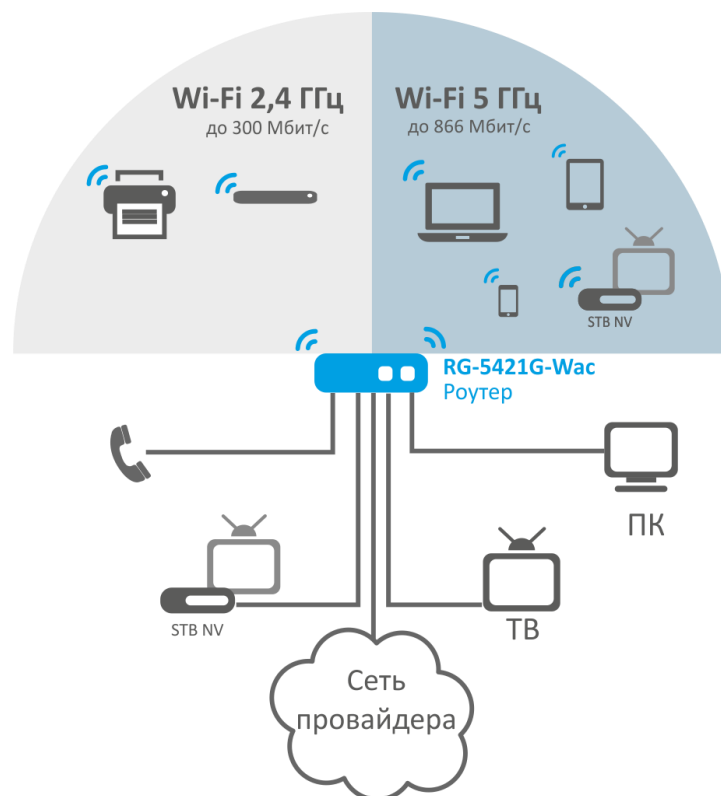 Wi-Fi 2,4 ГГц
до 300 Мбит/с
Wi-Fi 5 ГГц
до 866 Мбит/с
STB NV
RG-5421G-Wac
Роутер
ПК
STB NV
ТВ
Сеть
провайдера